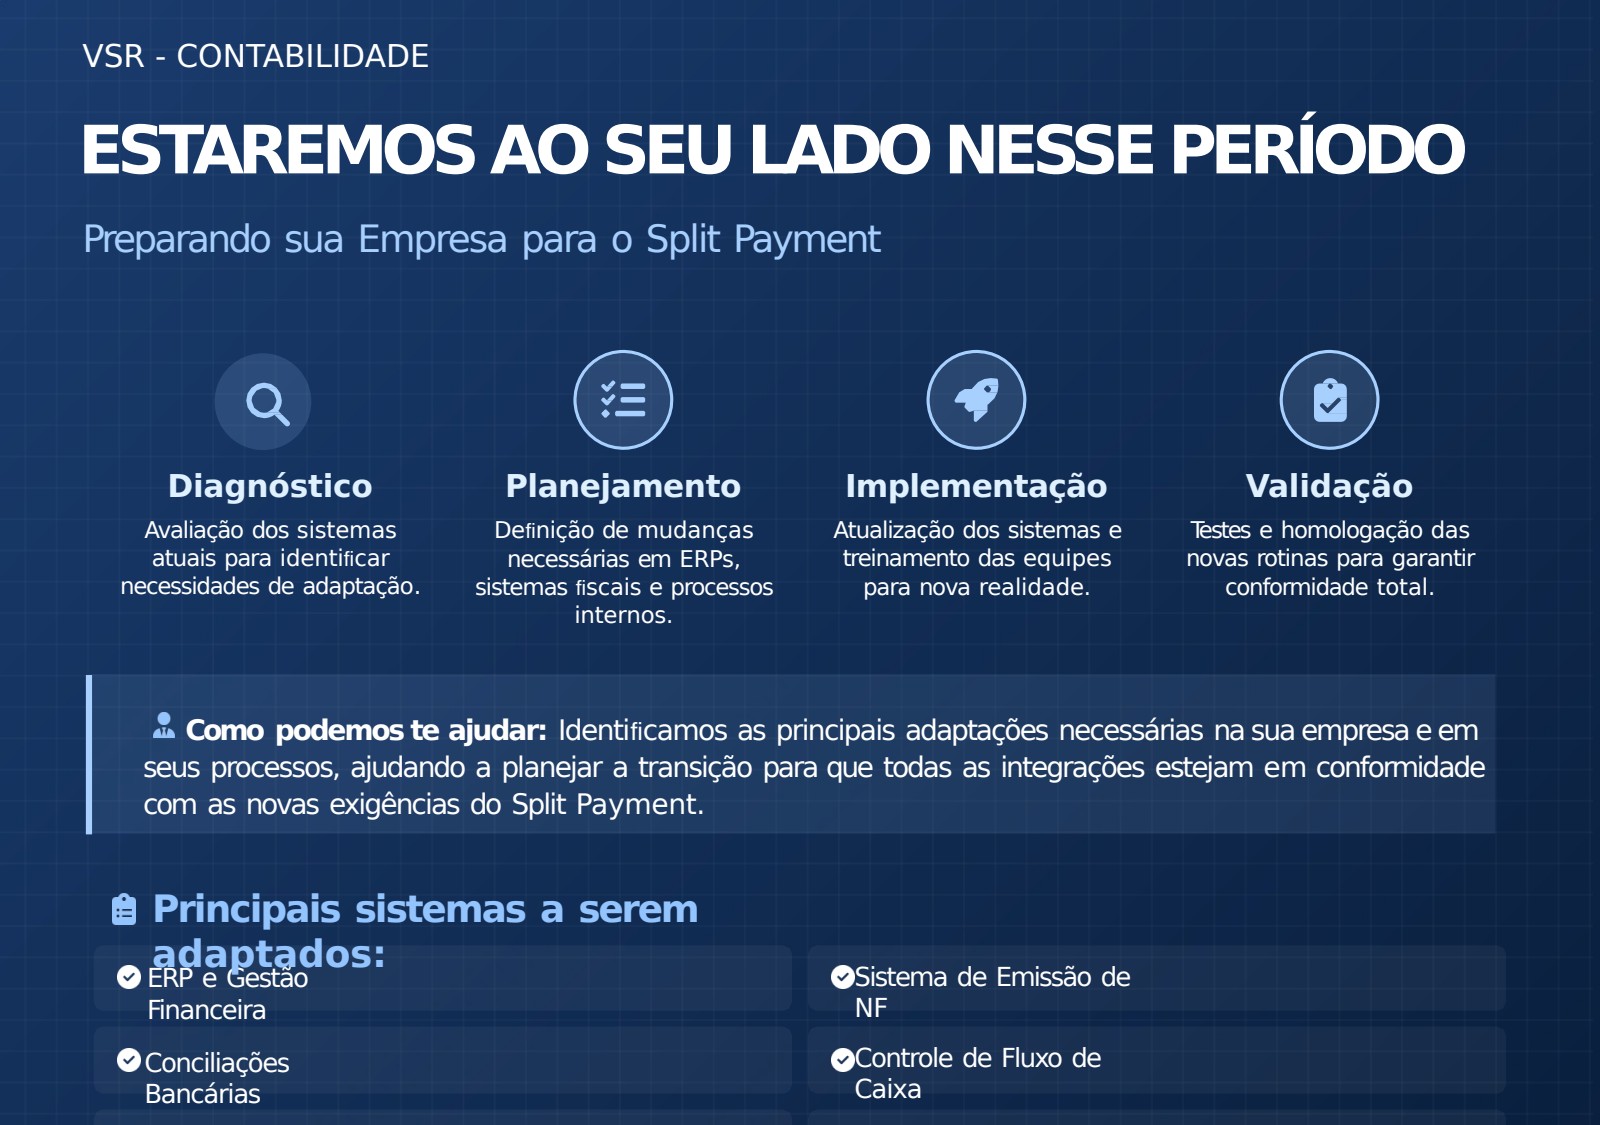 VSR - CONTABILIDADE
ESTAREMOS AO SEU LADO NESSE PERÍODO
Preparando sua Empresa para o Split Payment
Diagnóstico
Avaliação dos sistemas
atuais para identificar
necessidades de adaptação.
Planejamento
Definição de mudanças
necessárias em ERPs,
sistemas fiscais e processos
internos.
Implementação
Atualização dos sistemas e
treinamento das equipes
para nova realidade.
Validação
Testes e homologação das
novas rotinas para garantir
conformidade total.
Como podemos te ajudar: Identificamos as principais adaptações necessárias na sua empresa e em
seus processos, ajudando a planejar a transição para que todas as integrações estejam em conformidade
com as novas exigências do Split Payment.
Principais sistemas a serem
adaptados:
ERP e Gestão
Financeira
Sistema de Emissão de
NF
Conciliações
Bancárias
Controle de Fluxo de
Caixa